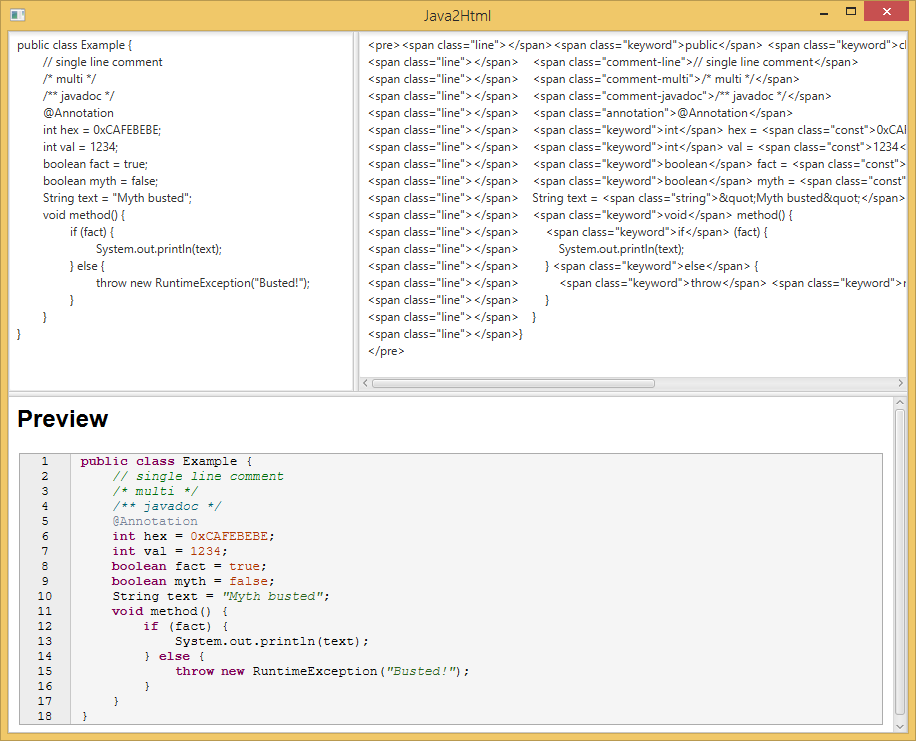 Java2Html
public class Example {
// single line comment
/* multi */
/** javadoc */
@Annotation
int hex = 0xCAFEBEBE;
int val = 1234;
boolean fact = true;
boolean myth = false;
String text = "Myth busted";
void method() {
if (fact) {
System.out.println(text);
} else {
throw new RuntimeException("Busted!");
}
}
}
<pre><span class="line"></span><span class="keyword">public</span> <span class="keyword">cl
<span class="line"></span>    <span class="comment-line">// single line comment</span>
<span class="line"></span>    <span class="comment-multi">/* multi */</span>
<span class="line"></span>    <span class="comment-javadoc">/** javadoc */</span>
<span class="line"></span>    <span class="annotation">@Annotation</span>
<span class="line"></span>    <span class="keyword">int</span> hex = <span class="const">0xCAF
<span class="line"></span>    <span class="keyword">int</span> val = <span class="const">1234<
<span class="line"></span>    <span class="keyword">boolean</span> fact = <span class="const">
<span class="line"></span>    <span class="keyword">boolean</span> myth = <span class="const"
<span class="line"></span>    String text = <span class="string">&quot;Myth busted&quot;</span>
<span class="line"></span>    <span class="keyword">void</span> method() {
<span class="line"></span>        <span class="keyword">if</span> (fact) {
<span class="line"></span>            System.out.println(text);
<span class="line"></span>        } <span class="keyword">else</span> {
<span class="line"></span>            <span class="keyword">throw</span> <span class="keyword">n
<span class="line"></span>        }
<span class="line"></span>    }
<span class="line"></span>}
</pre>
Preview
1 public class Example {
2 // single line comment
3 /* multi */
4 /** javadoc */
5 @Annotation
6 int hex = 0xCAFEBEBE;
7 int val = 1234;
8 boolean fact = true;
9 boolean myth = false;
10 String text = "Myth busted";
11 void method() {
12 if (fact) {
13 System.out.println(text);
14 } else {
15 throw new RuntimeException("Busted!");
16 }
17 }
18 }